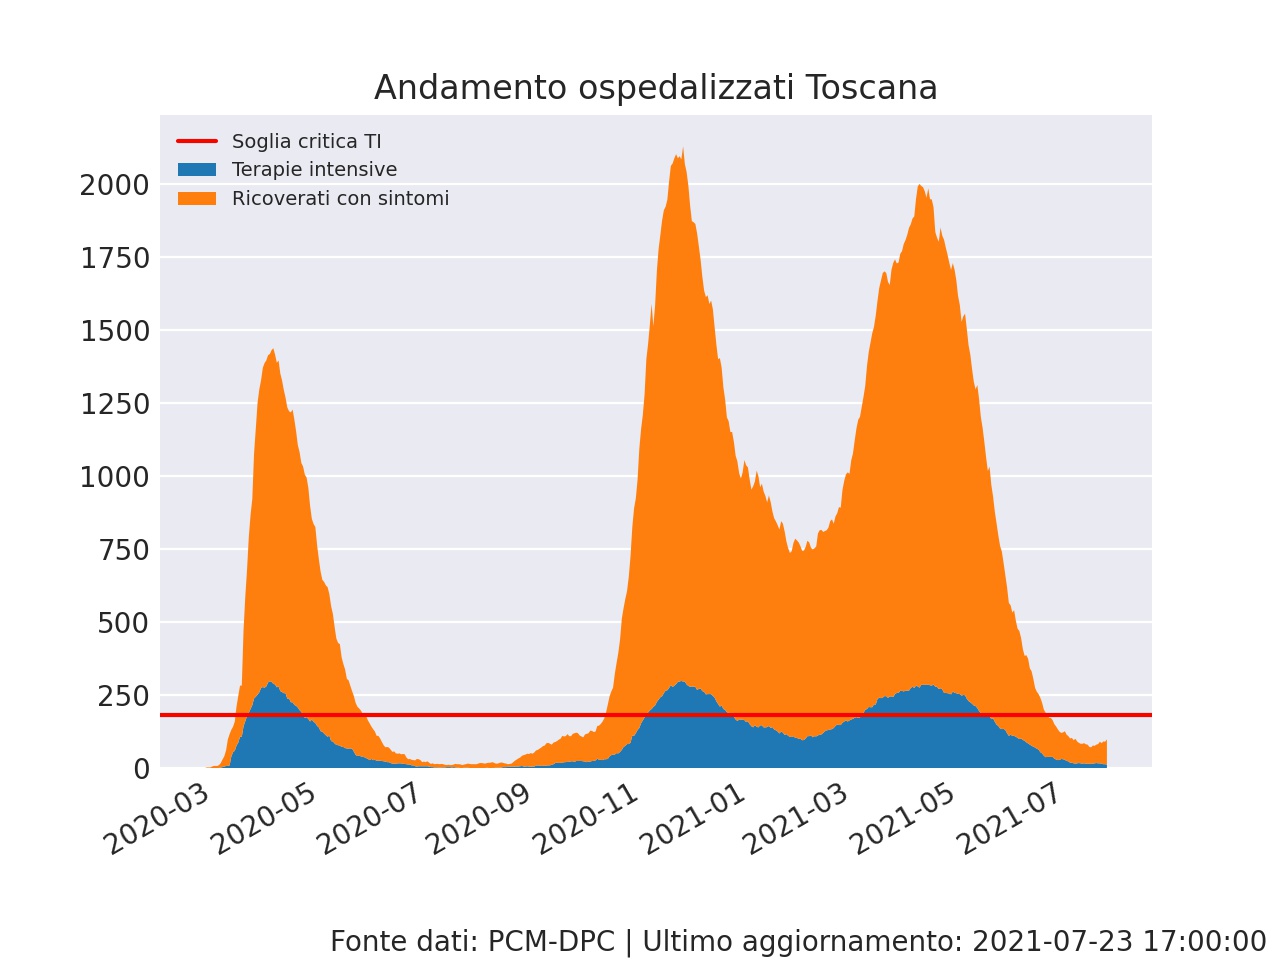 Andamento ospedalizzati Toscana
Soglia critica TI
Terapie intensive
Ricoverati con sintomi
2000
1750
1500
1250
1000
750
500
250
0
2020-03 2020-05 2020-07 2020-09 2020-11 2021-01 2021-03 2021-05 2021-07
Fonte dati: PCM-DPC | Ultimo aggiornamento: 2021-07-23 17:00:00